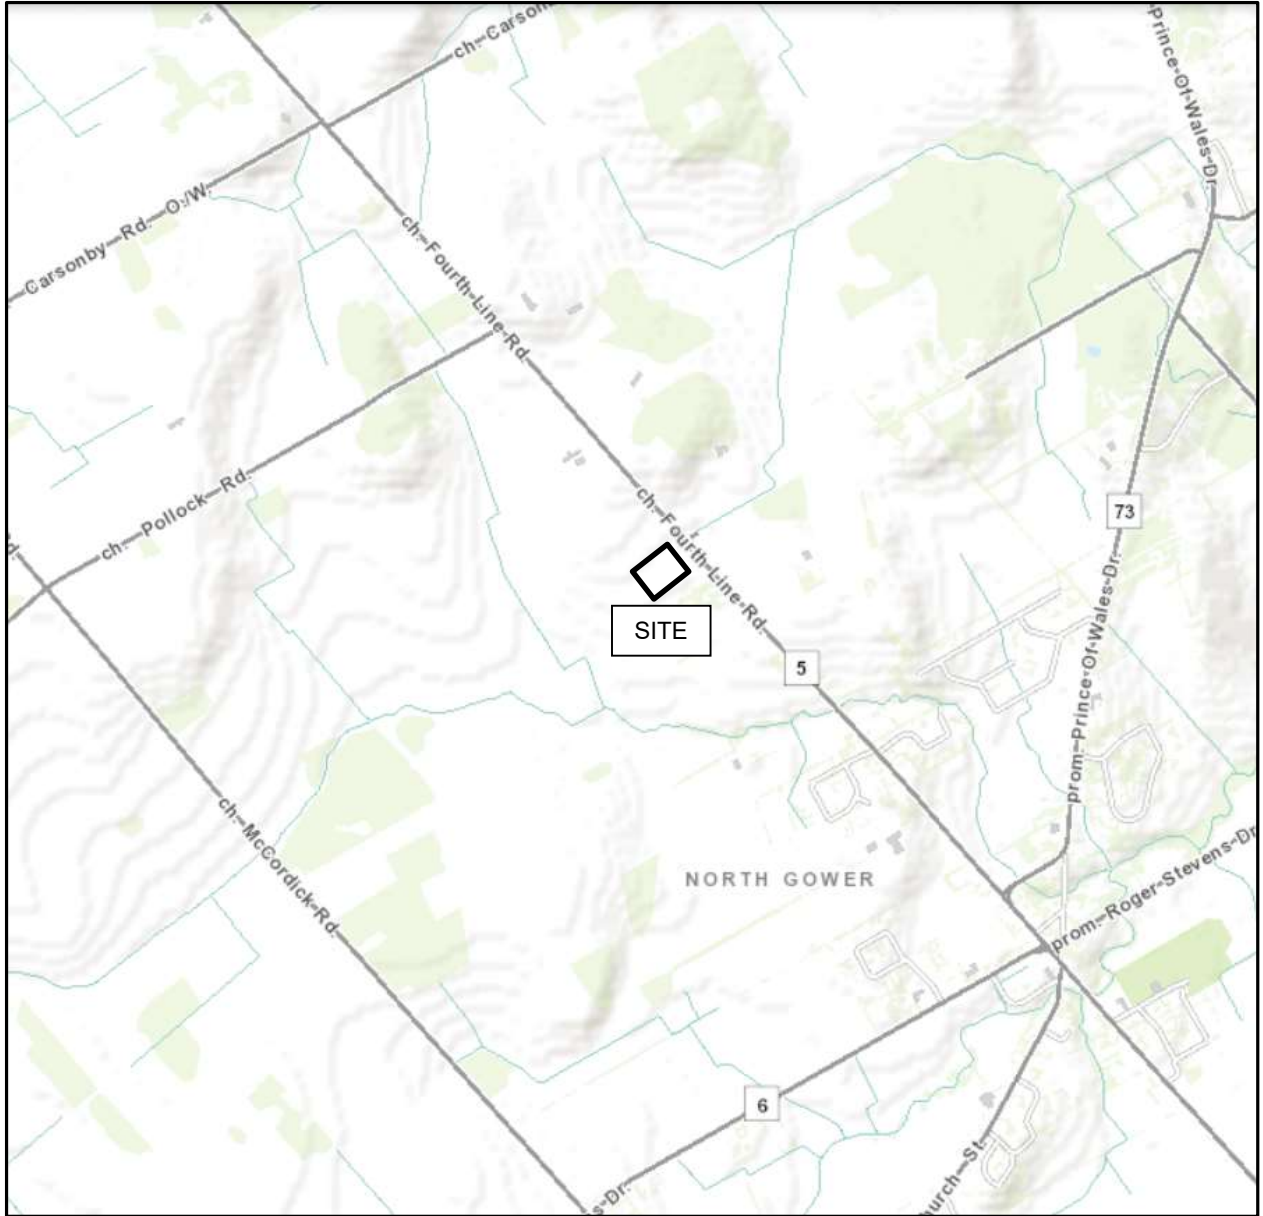 ch. Carson
Prince Of Wales Dr
Carsonby Rd. O./W.
ch. Fourth Line Rd.
ch. Pollock Rd.
ch. Fourth Line Rd.
73
SITE
5
prom. Prince Of Wales Dr.
ch. McCordick Rd.
NORTH GOWER
prom. Roger Stevens Dr
6
s Dr.
hurch St.